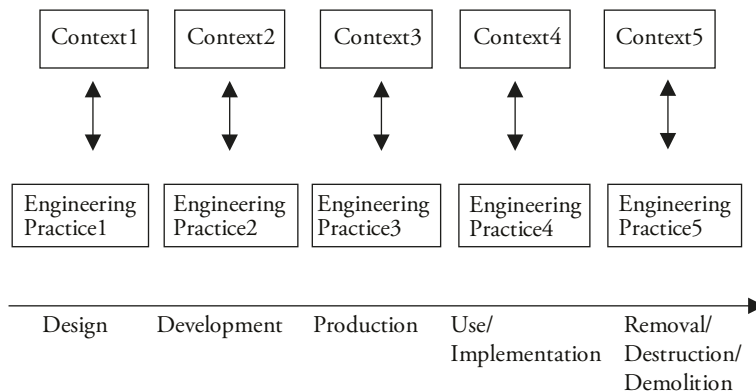 Context1
Context2
Context3
Context4
Context5
Engineering
Practice1
Engineering
Practice2
Engineering
Practice3
Engineering
Practice4
Engineering
Practice5
Design
Development
Production
Use/
Implementation
Removal/
Destruction/
Demolition